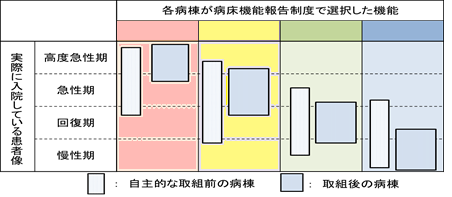 各病棟が病床機能報告制度で選択した機能
実際に入院している患者像
高度急性期
急性期
回復期
慢性期
： 自主的な取組前の病棟
： 取組後の病棟